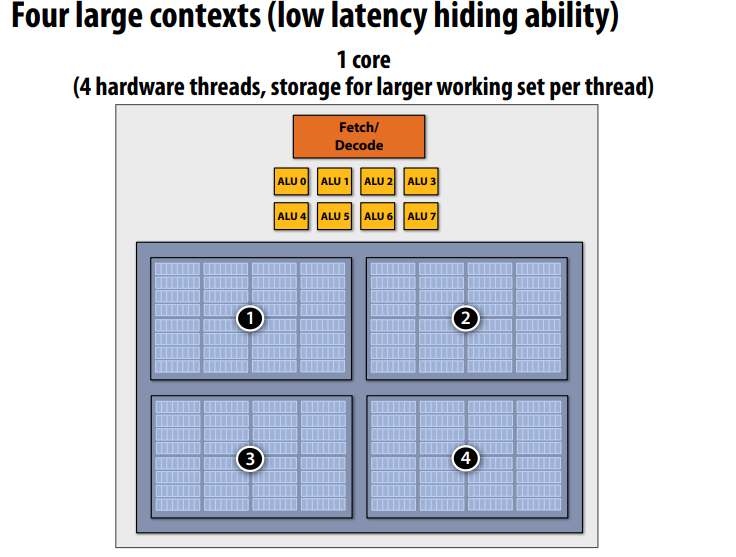 Four large contexts (low latency hiding ability)
1 core
(4 hardware threads, storage for larger working set per thread)
Fetch/
Decode
ALU 0 ALU 1 ALU 2 ALU 3
ALU 4 ALU 5 ALU 6 ALU 7
1 2
3 4